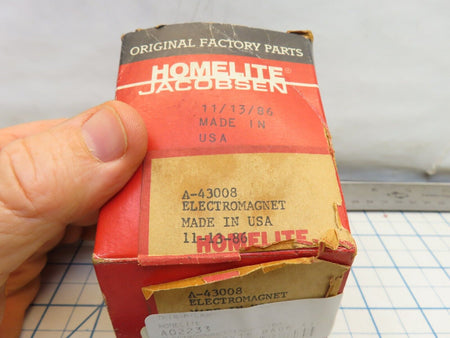 ORIGINAL FACTORY PARTS
HOMELITE®
JACOBSEN
11/13/86
MADE IN
USA
A-43008
ELECTROMAGNET
MADE IN USA
11-13-86
HOMELITE
A-43008
ELECTROMAGNET
A02233